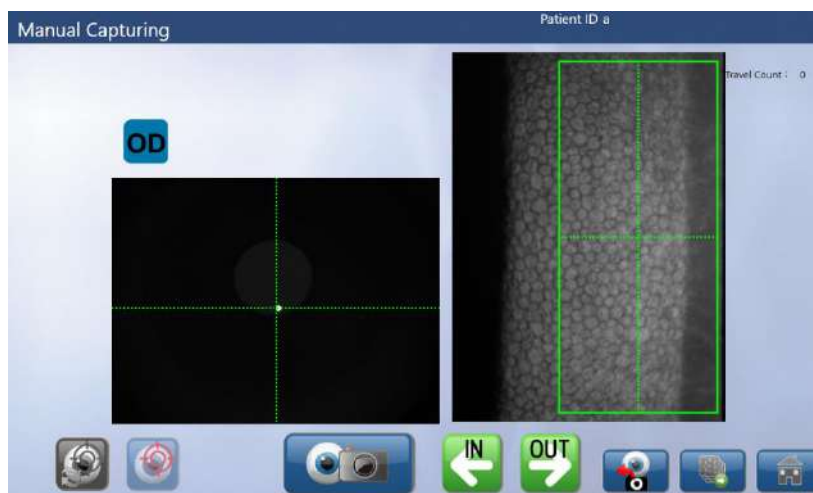 Patient ID a
Manual Capturing
Travel Count : 0
OD
IN
OUT